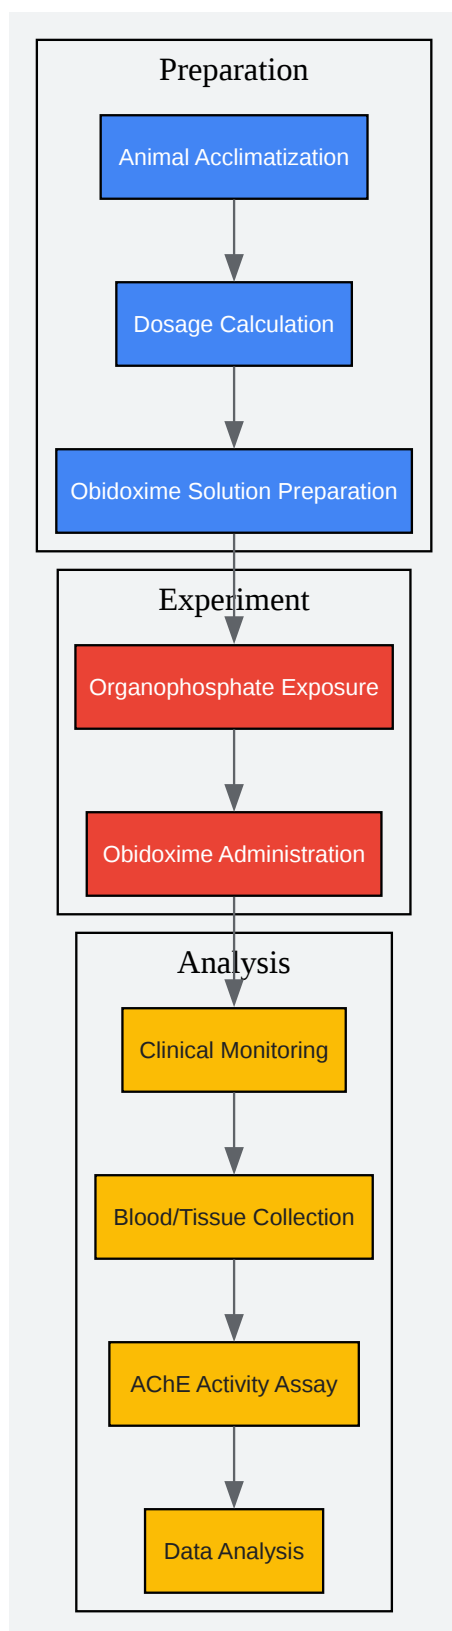 Preparation
Animal Acclimatization
Dosage Calculation
Obidoxime Solution Preparation
Experiment
Organophosphate Exposure
Obidoxime Administration
Analysis
Clinical Monitoring
Blood/Tissue Collection
AChE Activity Assay
Data Analysis